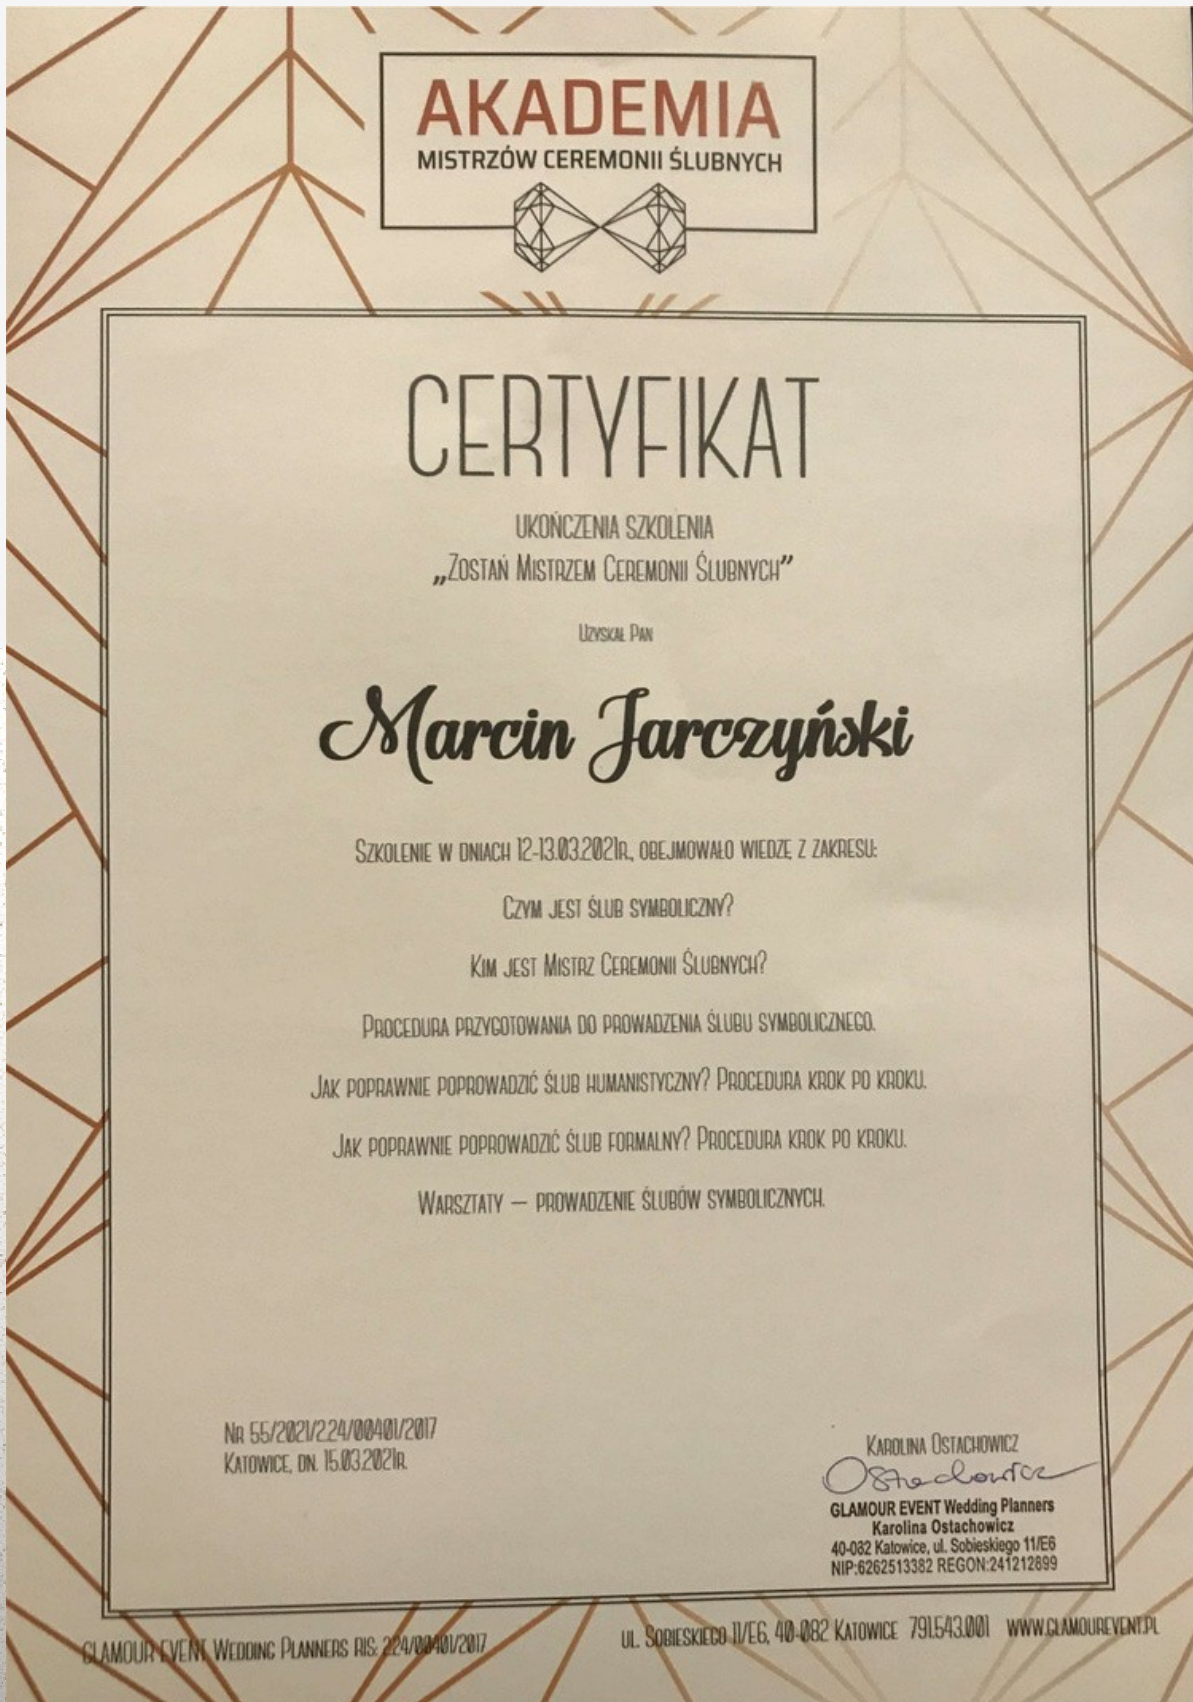 AKADEMIA
MISTRZÓW CEREMONII ŚLUBNYCH
CERTYFIKAT
UKOŃCZENIA SZKOLENIA
„Zostań Mistrzem Ceremonii Ślubnych”
Uzyskał Pan
Marcin Jarczyński
Szkolenie w dniach 12-13.03.2021r., obejmowało wiedzę z zakresu:
Czym jest ślub symboliczny?
Kim jest Mistrz Ceremonii Ślubnych?
Procedura przygotowania do prowadzenia ślubu symbolicznego.
Jak poprawnie poprowadzić ślub humanistyczny? Procedura krok po kroku.
Jak poprawnie poprowadzić ślub formalny? Procedura krok po kroku.
Warsztaty – prowadzenie ślubów symbolicznych.
Nr 55/2021/2.24/00401/2017
Katowice, dn. 15.03.2021r.
Karolina Ostachowicz
Ostachowicz
GLAMOUR EVENT Wedding Planners
Karolina Ostachowicz
40-082 Katowice, ul. Sobieskiego 11/E6
NIP:6262513382 REGON:241212899
GLAMOUR EVENT Wedding Planners RIS: 2.24/00401/2017
ul. Sobieskiego 11/E6, 40-082 Katowice 791.543.001 www.glamourevent.pl